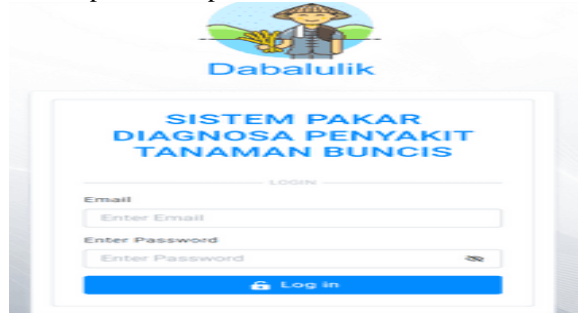 Dabalulik
SISTEM PAKAR
DIAGNOSA PENYAKIT
TANAMAN BUNCIS
LOGIN
Email
Enter Email
Enter Password
Enter Password
Log in